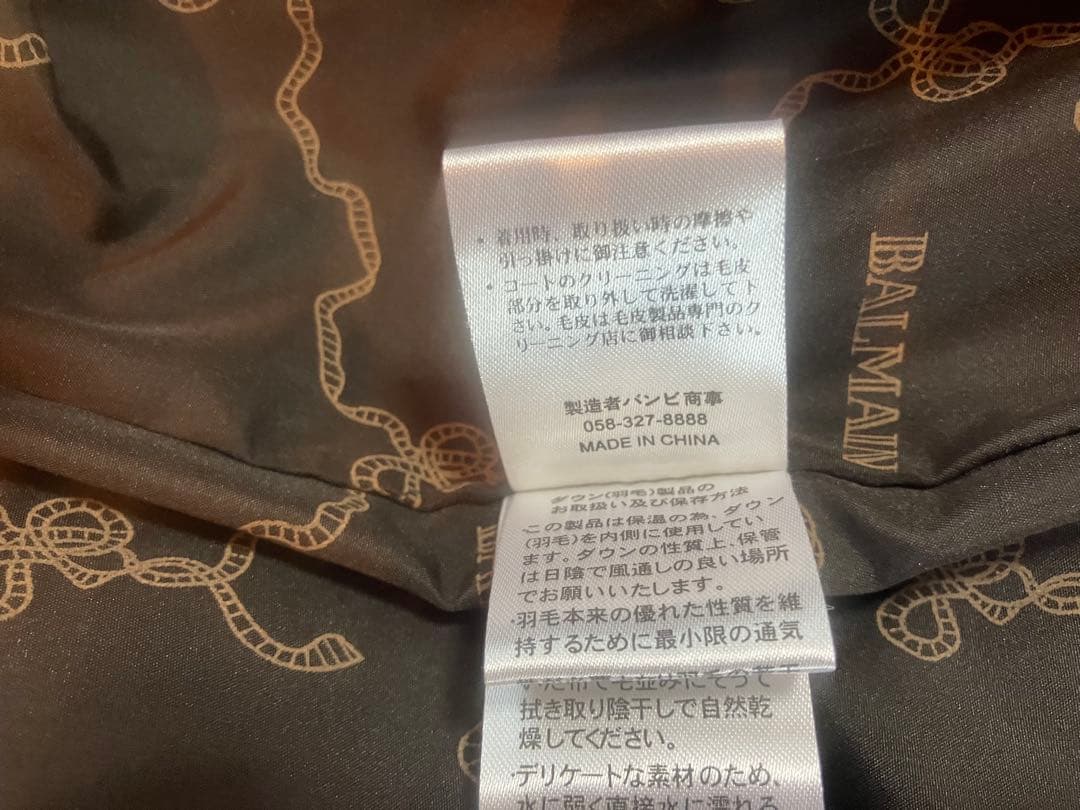 ・着用時、取り扱い時の摩擦や
引っ掛けに御注意ください。
・コートのクリーニングは毛皮
部分を取り外して洗濯して下
さい。毛皮は毛皮製品専門のク
リーニング店に御相談下さい。
製造者バンビ商事
058-327-8888
MADE IN CHINA
BALMAIN
ダウン(羽毛)製品の
お取扱い及び保存方法
この製品は保温の為、ダウン
(羽毛)を内側に使用してい
ます。ダウンの性質上、保管
は日陰で風通しの良い場所
でお願いいたします。
・羽毛本来の優れた性質を維
持するために最小限の通気
拭き取り陰干しで自然乾
燥してください。
・デリケートな素材のため、
水に弱く直接水に濡れる